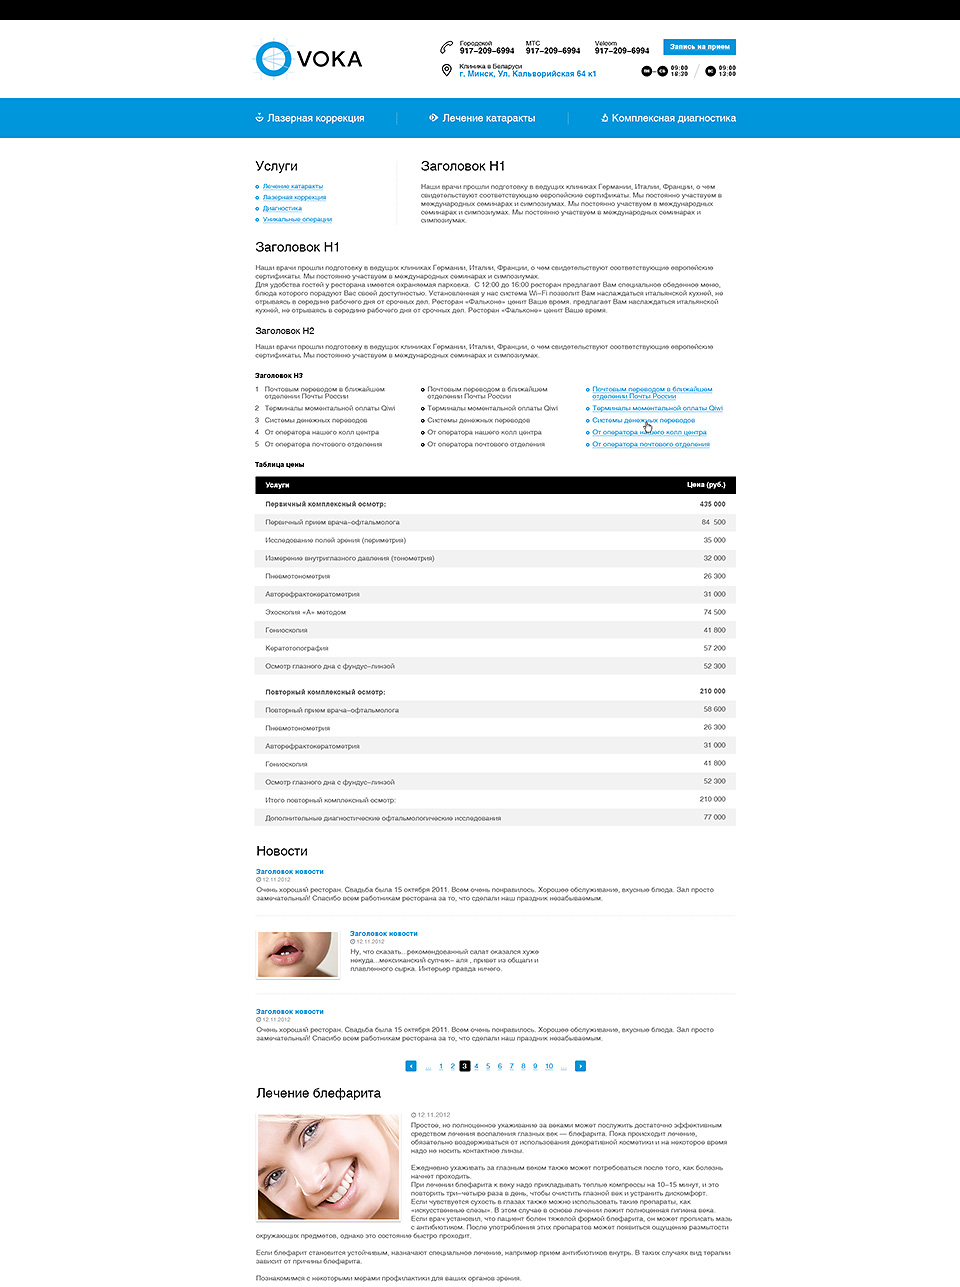 VOKA
Городской
917-209-6994
МТС
917-209-6994
Velcom
917-209-6994
Запись на прием
Клиника в Беларуси
г. Минск, Ул. Кальворийская 64 к1
пн – сб 09:00 18:30
вс 09:00 13:00
Лазерная коррекция
Лечение катаракты
Комплексная диагностика
Услуги
Лечение катаракты
Лазерная коррекция
Диагностика
Уникальные операции
Заголовок H1
Наши врачи прошли подготовку в ведущих клиниках Германии, Италии, Франции, о чем
свидетельствуют соответствующие европейские сертификаты. Мы постоянно участвуем в
международных семинарах и симпозиумах. Мы постоянно участвуем в международных
семинарах и симпозиумах. Мы постоянно участвуем в международных семинарах и
симпозиумах.
Заголовок H1
Наши врачи прошли подготовку в ведущих клиниках Германии, Италии, Франции, о чем свидетельствуют соответствующие европейские
сертификаты. Мы постоянно участвуем в международных семинарах и симпозиумах.
Для удобства гостей у ресторана имеется охраняемая парковка. С 12:00 до 16:00 ресторан предлагает Вам специальное обеденное меню,
блюда которого порадуют Вас своей доступностью. Установленная у нас система Wi-Fi позволит Вам наслаждаться итальянской кухней, не
отрываясь в середине рабочего дня от срочных дел. Ресторан «Фальконе» ценит Ваше время. предлагает Вам наслаждаться итальянской
кухней, не отрываясь в середине рабочего дня от срочных дел. Ресторан «Фальконе» ценит Ваше время.
Заголовок H2
Наши врачи прошли подготовку в ведущих клиниках Германии, Италии, Франции, о чем свидетельствуют соответствующие европейские
сертификаты. Мы постоянно участвуем в международных семинарах и симпозиумах.
Заголовок H3
1 Почтовым переводом в ближайшем
отделении Почты России
2 Терминалы моментальной оплаты Qiwi
3 Системы денежных переводов
4 От оператора нашего колл центра
5 От оператора почтового отделения
Почтовым переводом в ближайшем
отделении Почты России
Терминалы моментальной оплаты Qiwi
Системы денежных переводов
От оператора нашего колл центра
От оператора почтового отделения
Почтовым переводом в ближайшем
отделении Почты России
Терминалы моментальной оплаты Qiwi
Системы денежных переводов
От оператора нашего колл центра
От оператора почтового отделения
Таблица цены
Услуги Цена (руб.)
Первичный комплексный осмотр: 435 000
Первичный прием врача-офтальмолога 84 500
Исследование полей зрения (периметрия) 35 000
Измерение внутриглазного давления (тонометрия) 32 000
Пневмотонометрия 26 300
Авторефрактокератометрия 31 000
Эхоскопия «А» методом 74 500
Гониоскопия 41 800
Кератотопография 57 200
Осмотр глазного дна с фундус-линзой 52 300
Повторный комплексный осмотр: 210 000
Повторный прием врача-офтальмолога 58 600
Пневмотонометрия 26 300
Авторефрактокератометрия 31 000
Гониоскопия 41 800
Осмотр глазного дна с фундус-линзой 52 300
Итого повторный комплексный осмотр: 210 000
Дополнительные диагностические офтальмологические исследования 77 000
Новости
Заголовок новости
12.11.2012
Очень хороший ресторан. Свадьба была 15 октября 2011. Всем очень понравилось. Хорошее обслуживание, вкусные блюда. Зал просто
замечательный! Спасибо всем работникам ресторана за то, что сделали наш праздник незабываемым.
Заголовок новости
12.11.2012
Ну, что сказать...рекомендованный салат оказался хуже
некуда...мексиканский супчик- аля , привет из общаги и
плавленного сырка. Интерьер правда ничего.
Заголовок новости
12.11.2012
Очень хороший ресторан. Свадьба была 15 октября 2011. Всем очень понравилось. Хорошее обслуживание, вкусные блюда. Зал просто
замечательный! Спасибо всем работникам ресторана за то, что сделали наш праздник незабываемым.
... 1 2 3 4 5 6 7 8 9 10 ...
Лечение блефарита
12.11.2012
Простое, но полноценное ухаживание за веками может послужить достаточно эффективным
средством лечения воспаления глазных век — блефарита. Пока происходит лечение,
обязательно воздерживаться от использования декоративной косметики и на некоторое время
надо не носить контактное линзы.
Ежедневно ухаживать за глазным веком также может потребоваться после того, как болезнь
начнет проходить.
При лечении блефарита к веку надо прикладывать теплые компрессы на 10-15 минут, и это
повторить три-четыре раза в день, чтобы очистить глазной век и устранить дискомфорт.
Если чувствуется сухость в глазах также можно использовать такие препараты, как
«искусственные слезы». В этом случае в основе лечении лежит полноценная гигиена века.
Если врач установил, что пациент болен тяжелой формой блефарита, он может прописать мазь
с антибиотиком. После употребления этих препаратов может появиться ощущение размытости
окружающих предметов, однако это состояние быстро проходит.
Если блефарит становится устойчивым, назначают специальное лечение, например прием антибиотиков внутрь. В таких случаях вид терапии
зависит от причины блефарита.
Познакомимся с некоторыми мерами профилактики для ваших органов зрения.